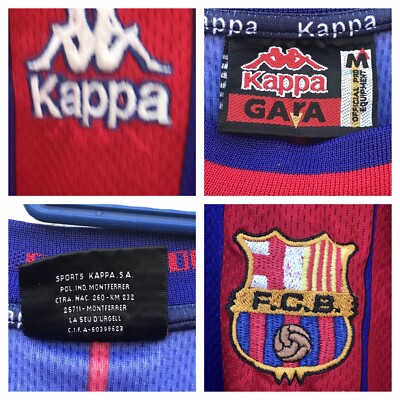 Kappa
kappa
kappa
Kappa
GARA
M
OFFICIAL PRO
EQUIPMENT
SPORTS KAPPA,S.A.
POL.IND.MONTFERRER
CTRA. NAC. 260-KM 232
25711 - MONTFERRER
LA SEU D'URGELL
C.I.F.A-60399623
F.C.B